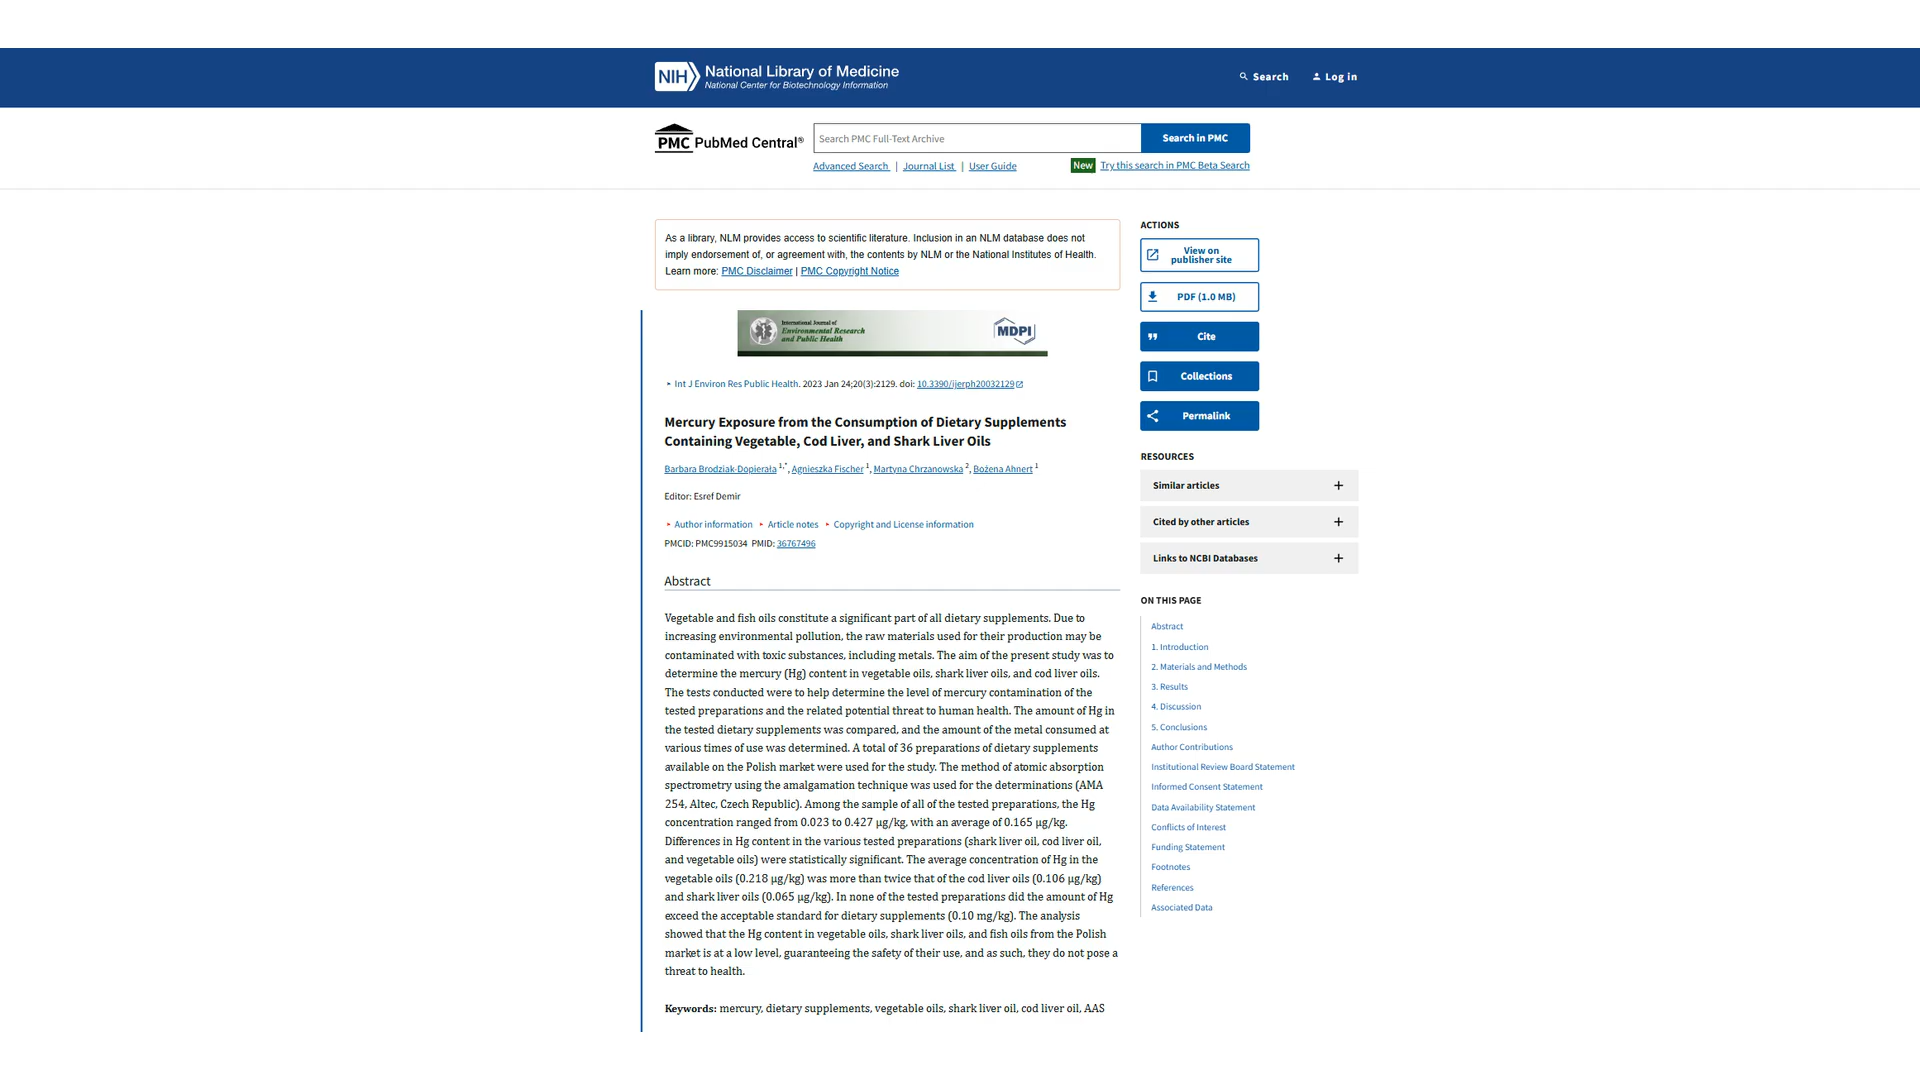 NIH National Library of Medicine
National Center for Biotechnology Information
Search Log in
PMC PubMed Central®
Search PMC Full-Text Archive
Search in PMC
Advanced Search | Journal List | User Guide
New Try this search in PMC Beta Search
As a library, NLM provides access to scientific literature. Inclusion in an NLM database does not
imply endorsement of, or agreement with, the contents by NLM or the National Institutes of Health.
Learn more: PMC Disclaimer | PMC Copyright Notice
International Journal of
Environmental Research
and Public Health
MDPI
Int J Environ Res Public Health. 2023 Jan 24;20(3):2129. doi: 10.3390/ijerph20032129
Mercury Exposure from the Consumption of Dietary Supplements
Containing Vegetable, Cod Liver, and Shark Liver Oils
Barbara Brodziak-Dopierała 1,*, Agnieszka Fischer 1, Martyna Chrzanowska 2, Bożena Ahnert 1
Editor: Esref Demir
Author information Article notes Copyright and License information
PMCID: PMC9915034 PMID: 36767496
Abstract
Vegetable and fish oils constitute a significant part of all dietary supplements. Due to
increasing environmental pollution, the raw materials used for their production may be
contaminated with toxic substances, including metals. The aim of the present study was to
determine the mercury (Hg) content in vegetable oils, shark liver oils, and cod liver oils.
The tests conducted were to help determine the level of mercury contamination of the
tested preparations and the related potential threat to human health. The amount of Hg in
the tested dietary supplements was compared, and the amount of the metal consumed at
various times of use was determined. A total of 36 preparations of dietary supplements
available on the Polish market were used for the study. The method of atomic absorption
spectrometry using the amalgamation technique was used for the determinations (AMA
254, Altec, Czech Republic). Among the sample of all of the tested preparations, the Hg
concentration ranged from 0.023 to 0.427 µg/kg, with an average of 0.165 µg/kg.
Differences in Hg content in the various tested preparations (shark liver oil, cod liver oil,
and vegetable oils) were statistically significant. The average concentration of Hg in the
vegetable oils (0.218 µg/kg) was more than twice that of the cod liver oils (0.106 µg/kg)
and shark liver oils (0.065 µg/kg). In none of the tested preparations did the amount of Hg
exceed the acceptable standard for dietary supplements (0.10 mg/kg). The analysis
showed that the Hg content in vegetable oils, shark liver oils, and fish oils from the Polish
market is at a low level, guaranteeing the safety of their use, and as such, they do not pose a
threat to health.
Keywords: mercury, dietary supplements, vegetable oils, shark liver oil, cod liver oil, AAS
ACTIONS
View on
publisher site
PDF (1.0 MB)
Cite
Collections
Permalink
RESOURCES
Similar articles
Cited by other articles
Links to NCBI Databases
ON THIS PAGE
Abstract
1. Introduction
2. Materials and Methods
3. Results
4. Discussion
5. Conclusions
Author Contributions
Institutional Review Board Statement
Informed Consent Statement
Data Availability Statement
Conflicts of Interest
Funding Statement
Footnotes
References
Associated Data